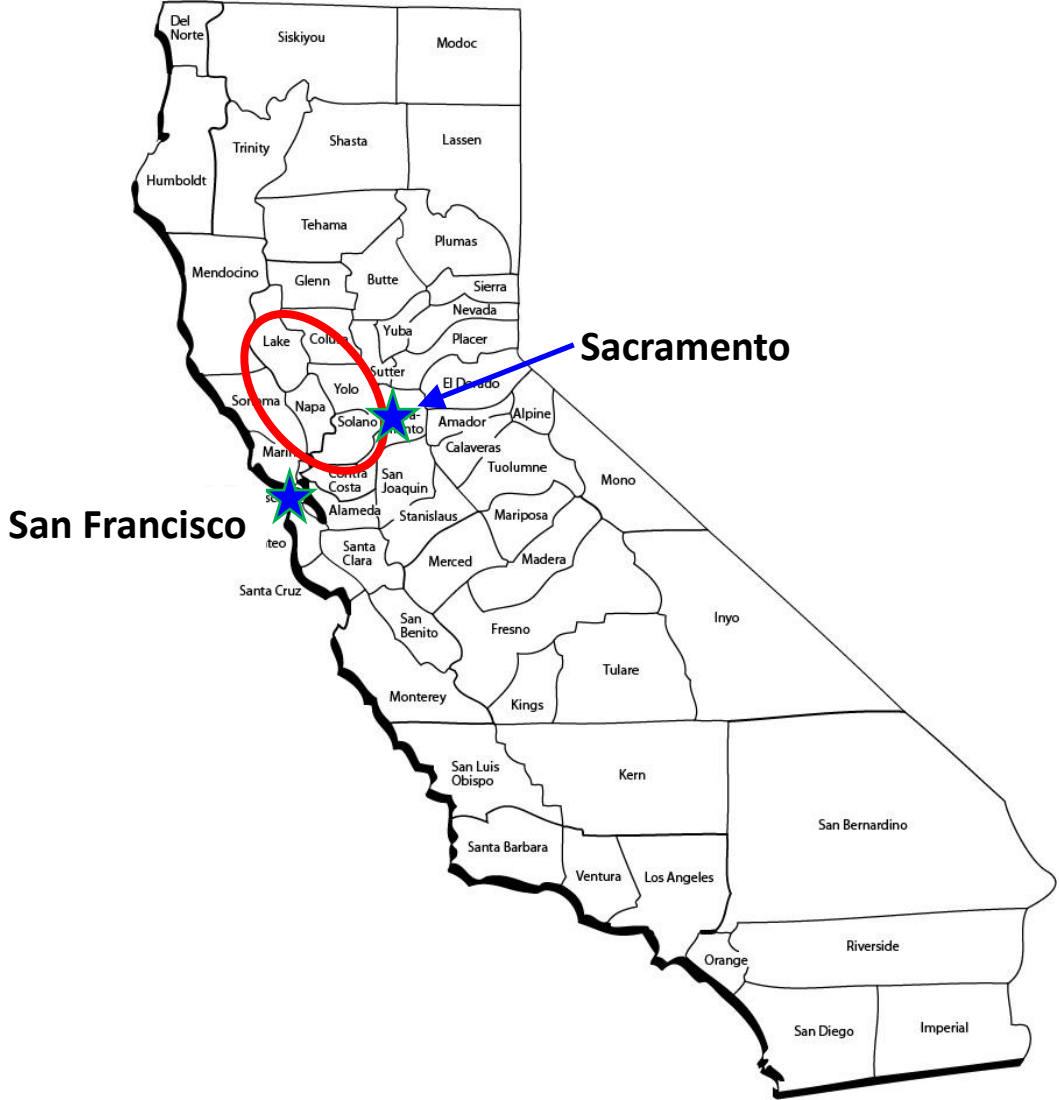 Del
Norte
Siskiyou
Modoc
Trinity
Shasta
Lassen
Humboldt
Tehama
Plumas
Mendocino
Glenn
Butte
Sierra
Nevada
Lake
Yuba
Placer
Sacramento
Sutter
El Dorado
Yolo
Napa
Solano
Amador
Alpine
Calaveras
Marin
Tuolumne
Contra
Costa
San
Joaquin
Mono
San Francisco
Alameda
Stanislaus
Mariposa
Santa
Clara
Merced
Madera
Santa Cruz
San
Benito
Fresno
Inyo
Tulare
Monterey
Kings
San Luis
Obispo
Kern
San Bernardino
Santa Barbara
Ventura
Los Angeles
Riverside
Orange
San Diego
Imperial